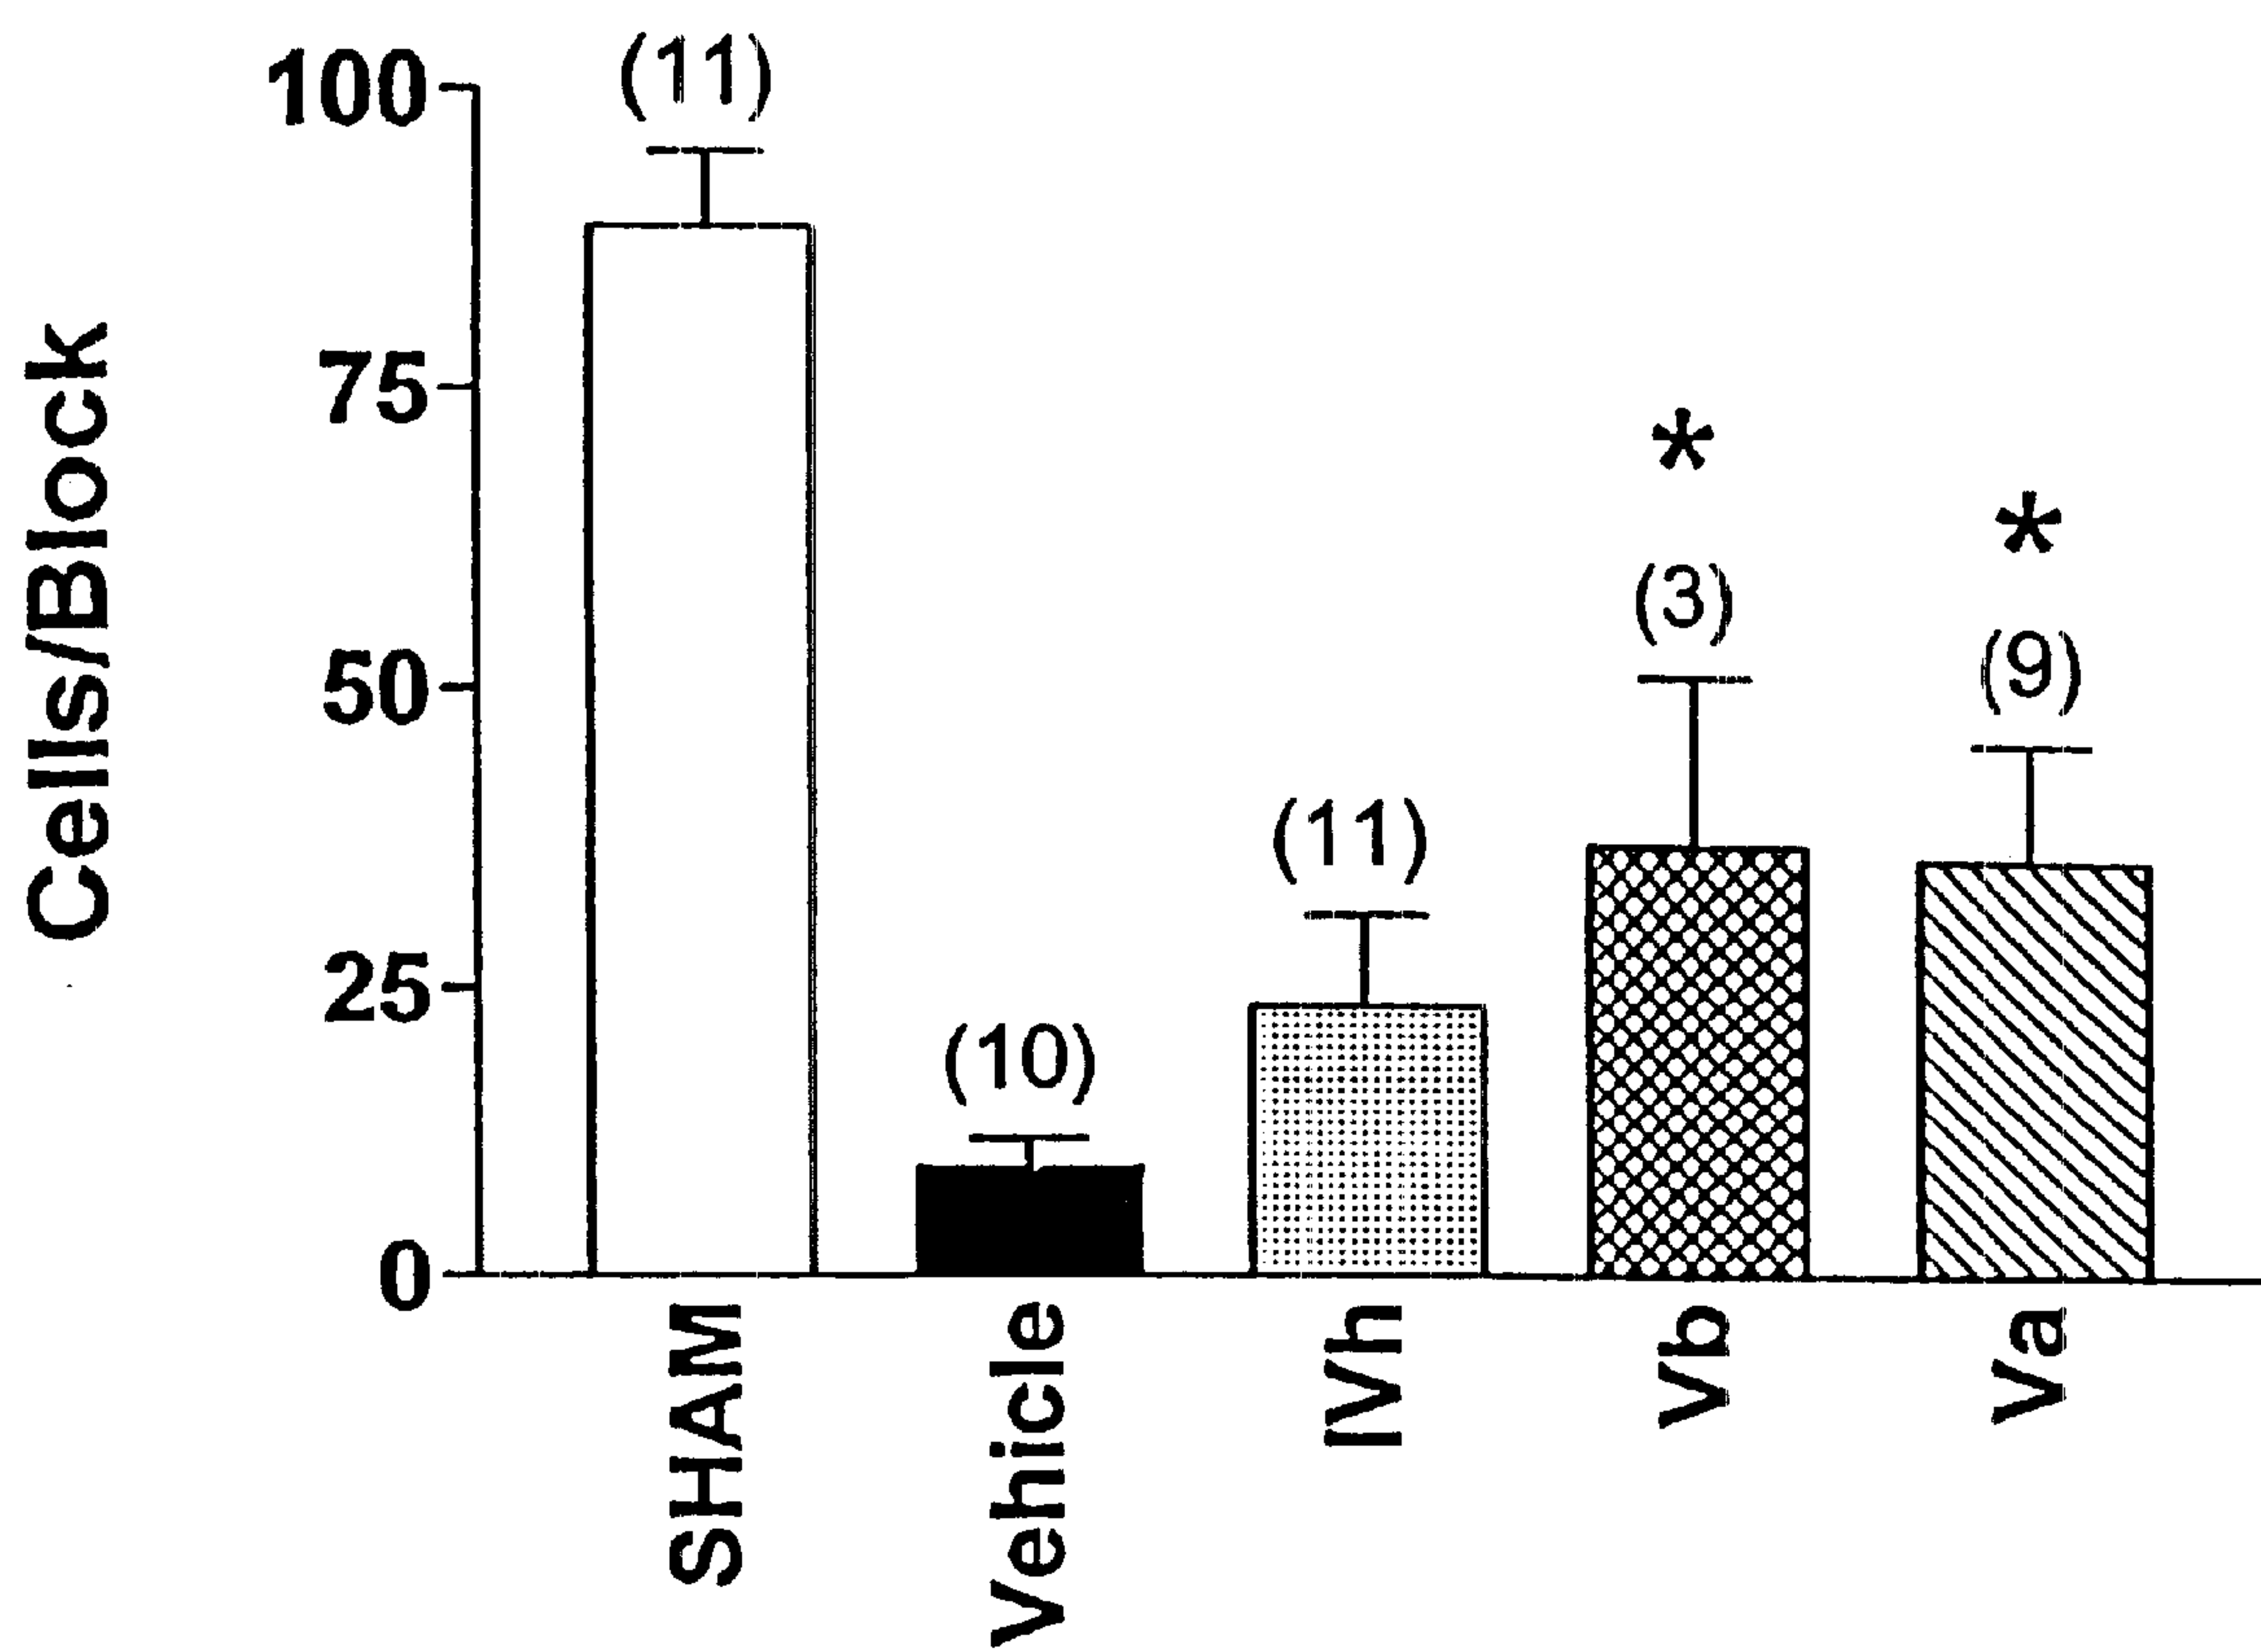 Cells/Block
100
75
50
25
0
(11)
(10)
(11)
*
(3)
*
(9)
SHAM
Vehicle
IVh
Vb
Va